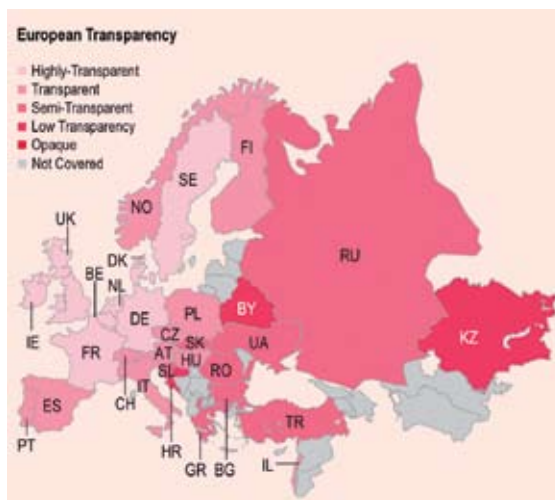 European Transparency
Highly-Transparent
Transparent
Semi-Transparent
Low Transparency
Opaque
Not Covered
FI
SE
NO
UK
RU
DK
BE
NL
BY
IE
DE
PL
KZ
CZ
SK
UA
FR
AT
HU
SL
RO
ES
IT
CH
TR
PT
HR
GR
BG
IL